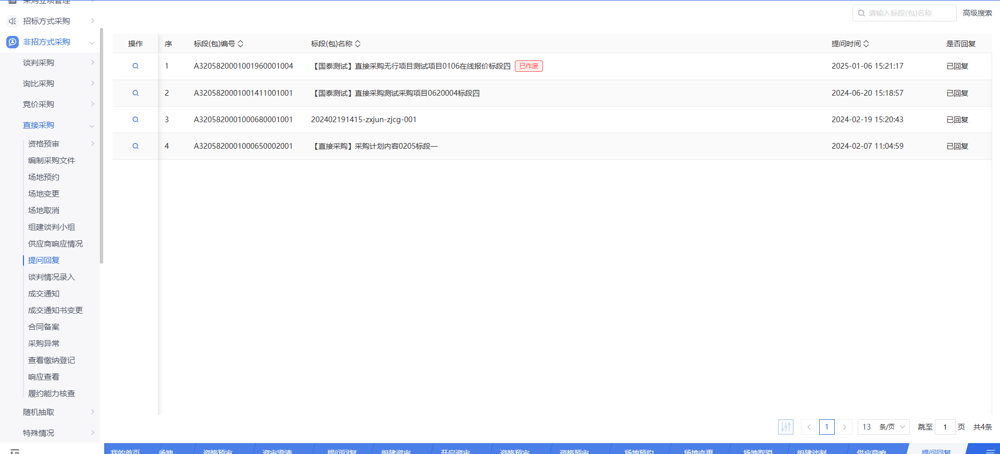 采购立项管理
招标方式采购
非招方式采购
谈判采购
询比采购
竞价采购
直接采购
资格预审
编制采购文件
场地预约
场地变更
场地取消
组建谈判小组
供应商响应情况
提问回复
谈判情况录入
成交通知
成交通知书变更
合同备案
采购异常
查看缴纳登记
响应查看
履约能力核查
随机抽取
特殊情况
请输入标段(包)名称 高级搜索
操作 序 标段(包)编号 标段(包)名称 提问时间 是否回复
1 A3205820001001960001004 【国泰测试】直接采购无行项目测试项目0106在线报价标段四 已作废 2025-01-06 15:21:17 已回复
2 A3205820001001411001001 【国泰测试】直接采购测试采购项目0620004标段四 2024-06-20 15:18:57 已回复
3 A3205820001000680001001 202402191415-zxjun-zjcg-001 2024-02-19 15:20:43 已回复
4 A3205820001000650002001 【直接采购】采购计划内容0205标段一 2024-02-07 11:04:59 已回复
1 13 条/页 跳至 1 页 共4条
我的首页 场地 资格预审 资审澄清 提问回复 组建资审 开启资审 资格预审 资格预审 场地预约 场地变更 场地取消 组建谈判 供应商响 提问回复